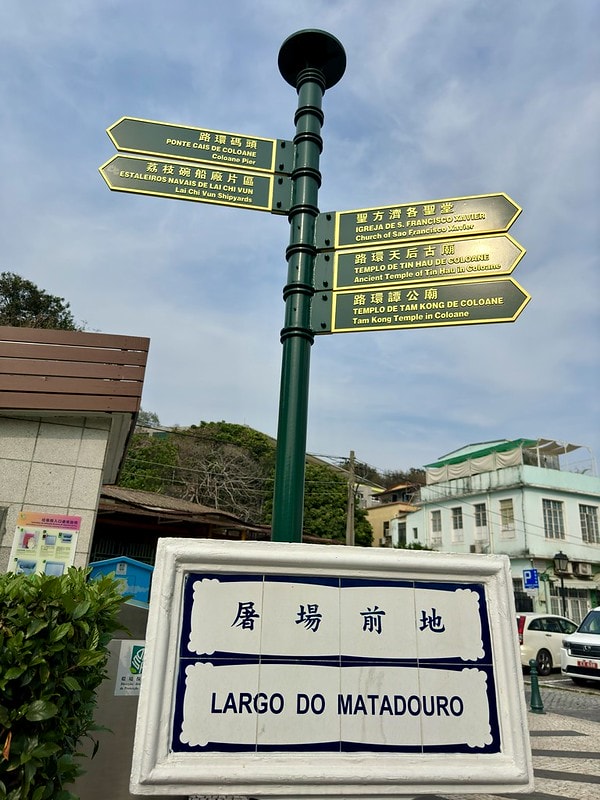 路環碼頭
PONTE CAIS DE COLOANE
Coloane Pier
荔枝碗船廠片區
ESTALEIROS NAVAIS DE LAI CHI VUN
Lai Chi Vun Shipyards
聖方濟各聖堂
IGREJA DE S. FRANCISCO XAVIER
Church of Sao Francisco Xavier
路環天后古廟
TEMPLO DE TIN HAU DE COLOANE
Ancient Temple of Tin Hau in Coloane
路環譚公廟
TEMPLO DE TAM KONG DE COLOANE
Tam Kong Temple in Coloane
屠場前地
LARGO DO MATADOURO
P